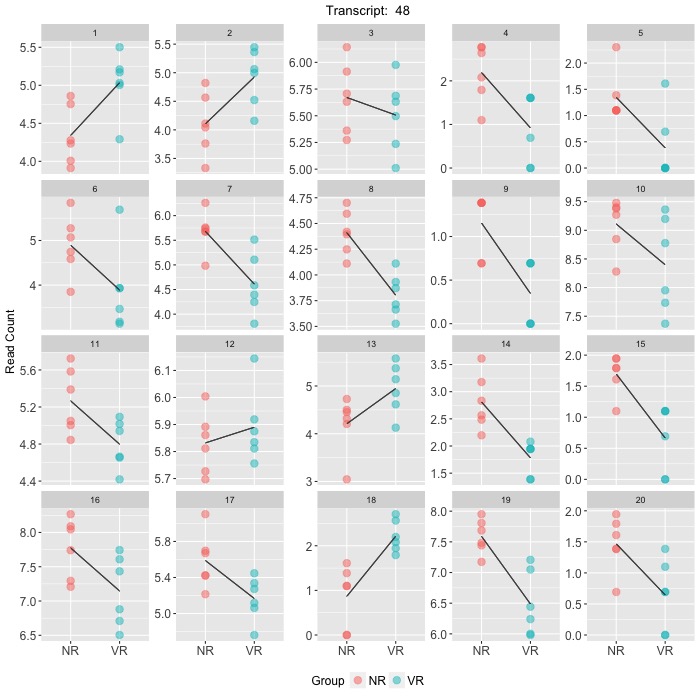 Transcript: 48
1 2 3 4 5
5.5 5.0 4.5 4.0
5.5 5.0 4.5 4.0 3.5
6.00 5.75 5.50 5.25 5.00
2 1 0
2.0 1.5 1.0 0.5 0.0
6 7 8 9 10
5 4
6.0 5.5 5.0 4.5 4.0
4.75 4.50 4.25 4.00 3.75 3.50
1.0 0.5 0.0
9.5 9.0 8.5 8.0 7.5
Read Count
11 12 13 14 15
5.6 5.2 4.8 4.4
6.1 6.0 5.9 5.8 5.7
5 4 3
3.5 3.0 2.5 2.0 1.5
2.0 1.5 1.0 0.5 0.0
16 17 18 19 20
8.0 7.5 7.0 6.5
5.8 5.4 5.0
2 1 0
8.0 7.5 7.0 6.5 6.0
2.0 1.5 1.0 0.5 0.0
NR VR NR VR NR VR NR VR NR VR
Group NR VR